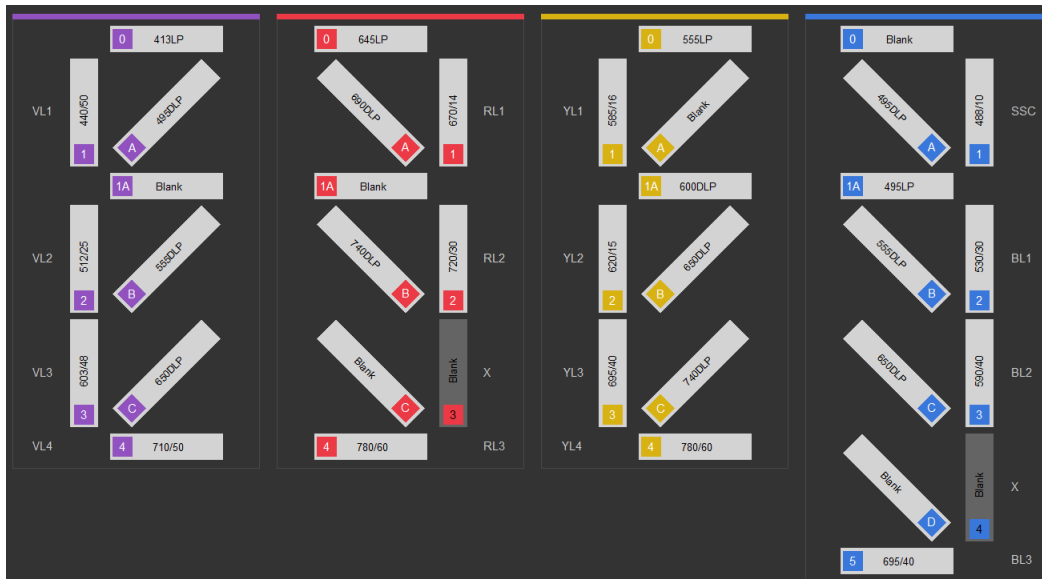 0 413LP
VL1 440/50 1 495DLP A
1A Blank
VL2 512/25 2 555DLP B
VL3 603/48 3 650DLP C
VL4 4 710/50
0 645LP
690DLP A 670/14 1 RL1
1A Blank
740DLP B 720/30 2 RL2
Blank C Blank 3 X
4 780/60 RL3
0 555LP
YL1 585/16 1 Blank A
1A 600DLP
YL2 620/15 2 650DLP B
YL3 695/40 3 740DLP C
YL4 4 780/60
0 Blank
495DLP A 488/10 1 SSC
1A 495LP
555DLP B 530/30 2 BL1
650DLP C 590/40 3 BL2
Blank D Blank 4 X
5 695/40 BL3